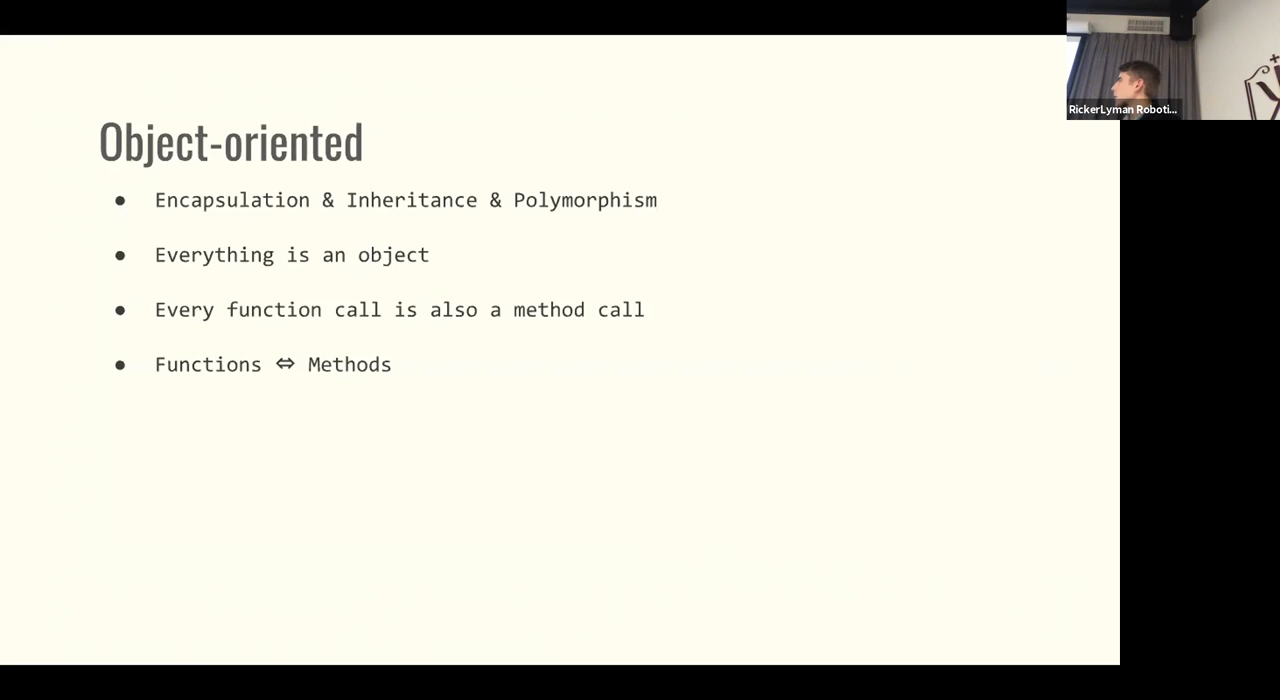 Object-oriented
● Encapsulation & Inheritance & Polymorphism
● Everything is an object
● Every function call is also a method call
● Functions ⇔ Methods
RickerLyman Roboti...